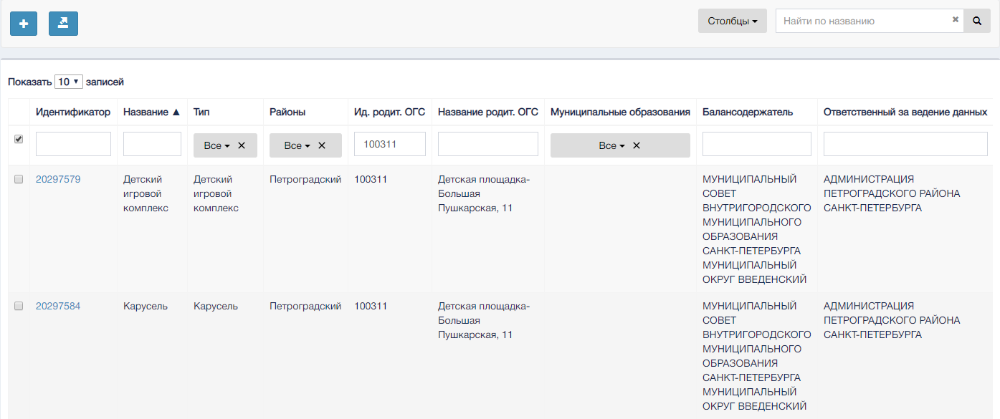 Столбцы
Найти по названию
Показать 10 записей
Идентификатор Название ▲ Тип Районы Ид. родит. ОГС Название родит. ОГС Муниципальные образования Балансодержатель Ответственный за ведение данных
Все Все 100311 Все
20297579 Детский Детский Петроградский 100311 Детская площадка- МУНИЦИПАЛЬНЫЙ АДМИНИСТРАЦИЯ
игровой игровой Большая СОВЕТ ПЕТРОГРАДСКОГО РАЙОНА
комплекс комплекс Пушкарская, 11 ВНУТРИГОРОДСКОГО САНКТ-ПЕТЕРБУРГА
МУНИЦИПАЛЬНОГО
ОБРАЗОВАНИЯ
САНКТ-ПЕТЕРБУРГА
МУНИЦИПАЛЬНЫЙ
ОКРУГ ВВЕДЕНСКИЙ
20297584 Карусель Карусель Петроградский 100311 Детская площадка- МУНИЦИПАЛЬНЫЙ АДМИНИСТРАЦИЯ
Большая СОВЕТ ПЕТРОГРАДСКОГО РАЙОНА
Пушкарская, 11 ВНУТРИГОРОДСКОГО САНКТ-ПЕТЕРБУРГА
МУНИЦИПАЛЬНОГО
ОБРАЗОВАНИЯ
САНКТ-ПЕТЕРБУРГА
МУНИЦИПАЛЬНЫЙ
ОКРУГ ВВЕДЕНСКИЙ